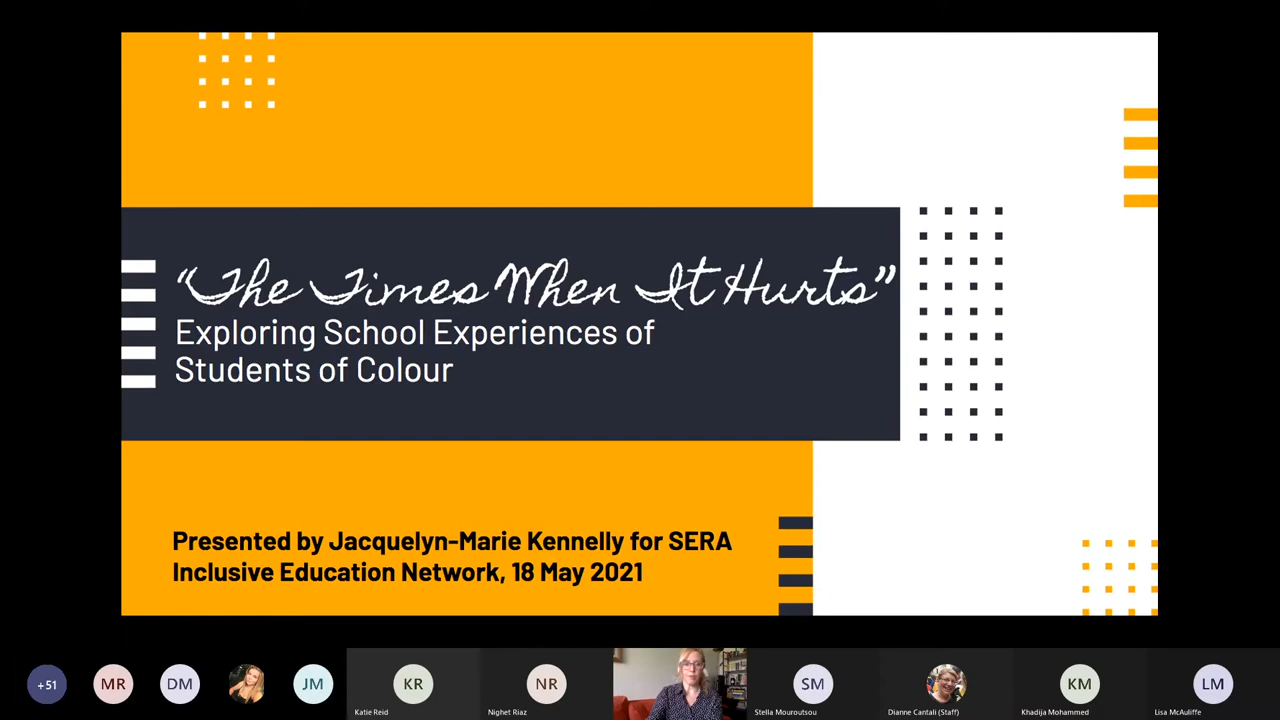 “The Times When It Hurts”
Exploring School Experiences of
Students of Colour
Presented by Jacquelyn-Marie Kennelly for SERA
Inclusive Education Network, 18 May 2021
+51
MR
DM
JM
KR
NR
SM
KM
LM
Katie Reid
Nighet Riaz
Stella Mouroutsou
Dianne Cantali (Staff)
Khadija Mohammed
Lisa McAuliffe